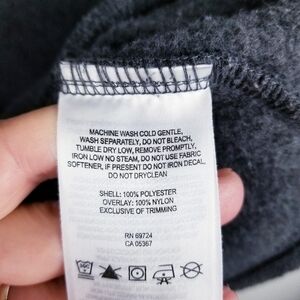 MACHINE WASH COLD GENTLE,
WASH SEPARATELY, DO NOT BLEACH,
TUMBLE DRY LOW, REMOVE PROMPTLY,
IRON LOW NO STEAM, DO NOT USE FABRIC
SOFTENER, IF PRESENT DO NOT IRON DECAL,
DO NOT DRYCLEAN
SHELL: 100% POLYESTER
OVERLAY: 100% NYLON
EXCLUSIVE OF TRIMMING
RN 69724
CA 05367